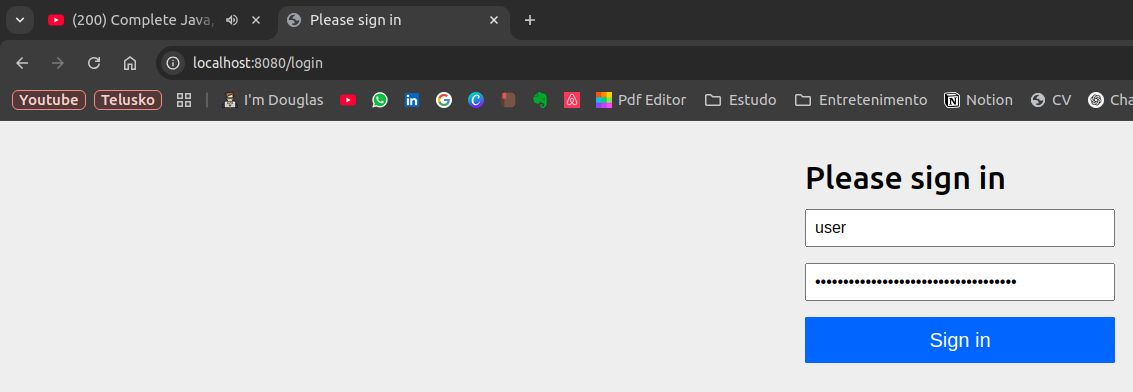 (200) Complete Java,
Please sign in
localhost:8080/login
Youtube
Telusko
I'm Douglas
Pdf Editor
Estudo
Entretenimento
Notion
CV
Cha
Please sign in
user
••••••••••••••••••••••••••••••••••••
Sign in